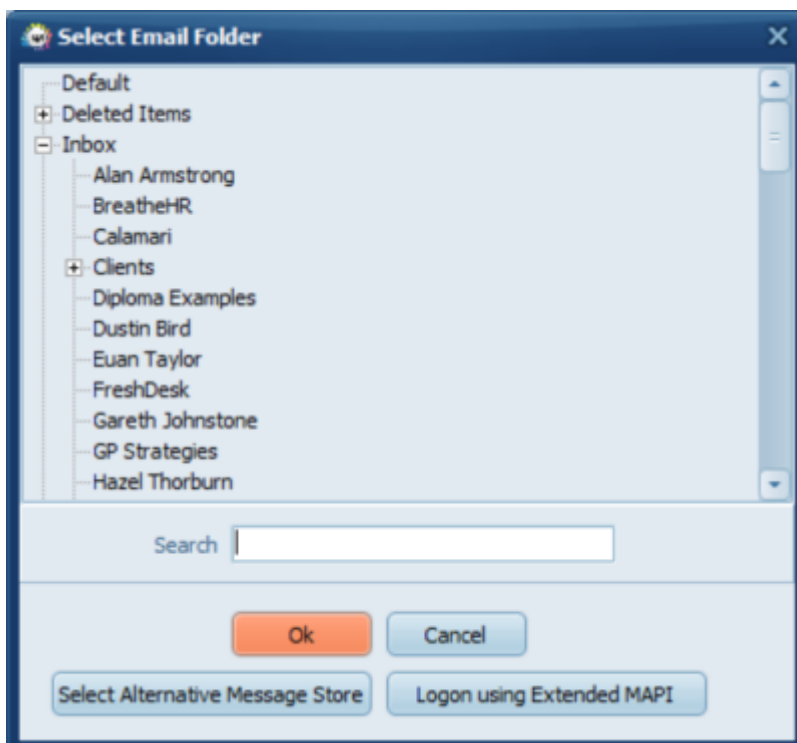 Select Email Folder
Default
Deleted Items
Inbox
Alan Armstrong
BreatheHR
Calamari
Clients
Diploma Examples
Dustin Bird
Euan Taylor
FreshDesk
Gareth Johnstone
GP Strategies
Hazel Thorburn
Search
Ok Cancel
Select Alternative Message Store Logon using Extended MAPI